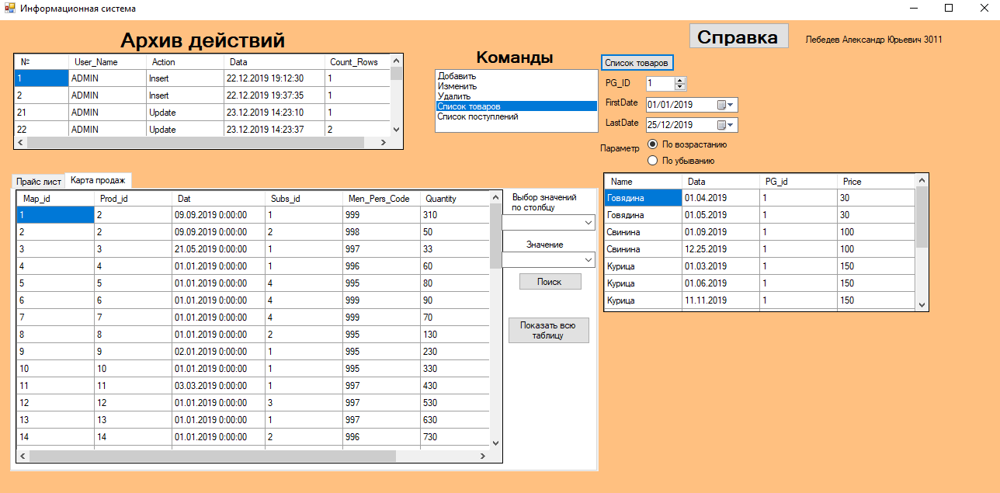 Информационная система
Архив действий
№ User_Name Action Data Count_Rows
1 ADMIN Insert 22.12.2019 19:12:30 1
2 ADMIN Insert 22.12.2019 19:37:35 1
21 ADMIN Update 23.12.2019 14:23:10 1
22 ADMIN Update 23.12.2019 14:23:37 2
Команды
Добавить
Изменить
Удалить
Список товаров
Список поступлений
Справка
Лебедев Александр Юрьевич 3011
Список товаров
PG_ID 1
FirstDate 01/01/2019
LastDate 25/12/2019
Параметр
По возрастанию
По убыванию
Name Data PG_id Price
Говядина 01.04.2019 1 30
Говядина 01.05.2019 1 30
Свинина 01.09.2019 1 100
Свинина 12.25.2019 1 100
Курица 01.03.2019 1 150
Курица 01.06.2019 1 150
Курица 11.11.2019 1 150
Прайс лист Карта продаж
Map_id Prod_id Dat Subs_id Men_Pers_Code Quantity
1 2 09.09.2019 0:00:00 1 999 310
2 2 09.09.2019 0:00:00 2 998 50
3 3 21.05.2019 0:00:00 1 997 33
4 4 01.01.2019 0:00:00 1 996 60
5 5 01.01.2019 0:00:00 4 995 80
6 6 01.01.2019 0:00:00 4 999 90
7 7 01.01.2019 0:00:00 4 999 70
8 8 01.01.2019 0:00:00 2 995 130
9 9 02.01.2019 0:00:00 1 995 230
10 10 01.01.2019 0:00:00 1 995 330
11 11 03.03.2019 0:00:00 1 997 430
12 12 01.01.2019 0:00:00 3 997 530
13 13 01.01.2019 0:00:00 1 997 630
14 14 01.01.2019 0:00:00 2 996 730
Выбор значений
по столбцу
Значение
Поиск
Показать всю
таблицу